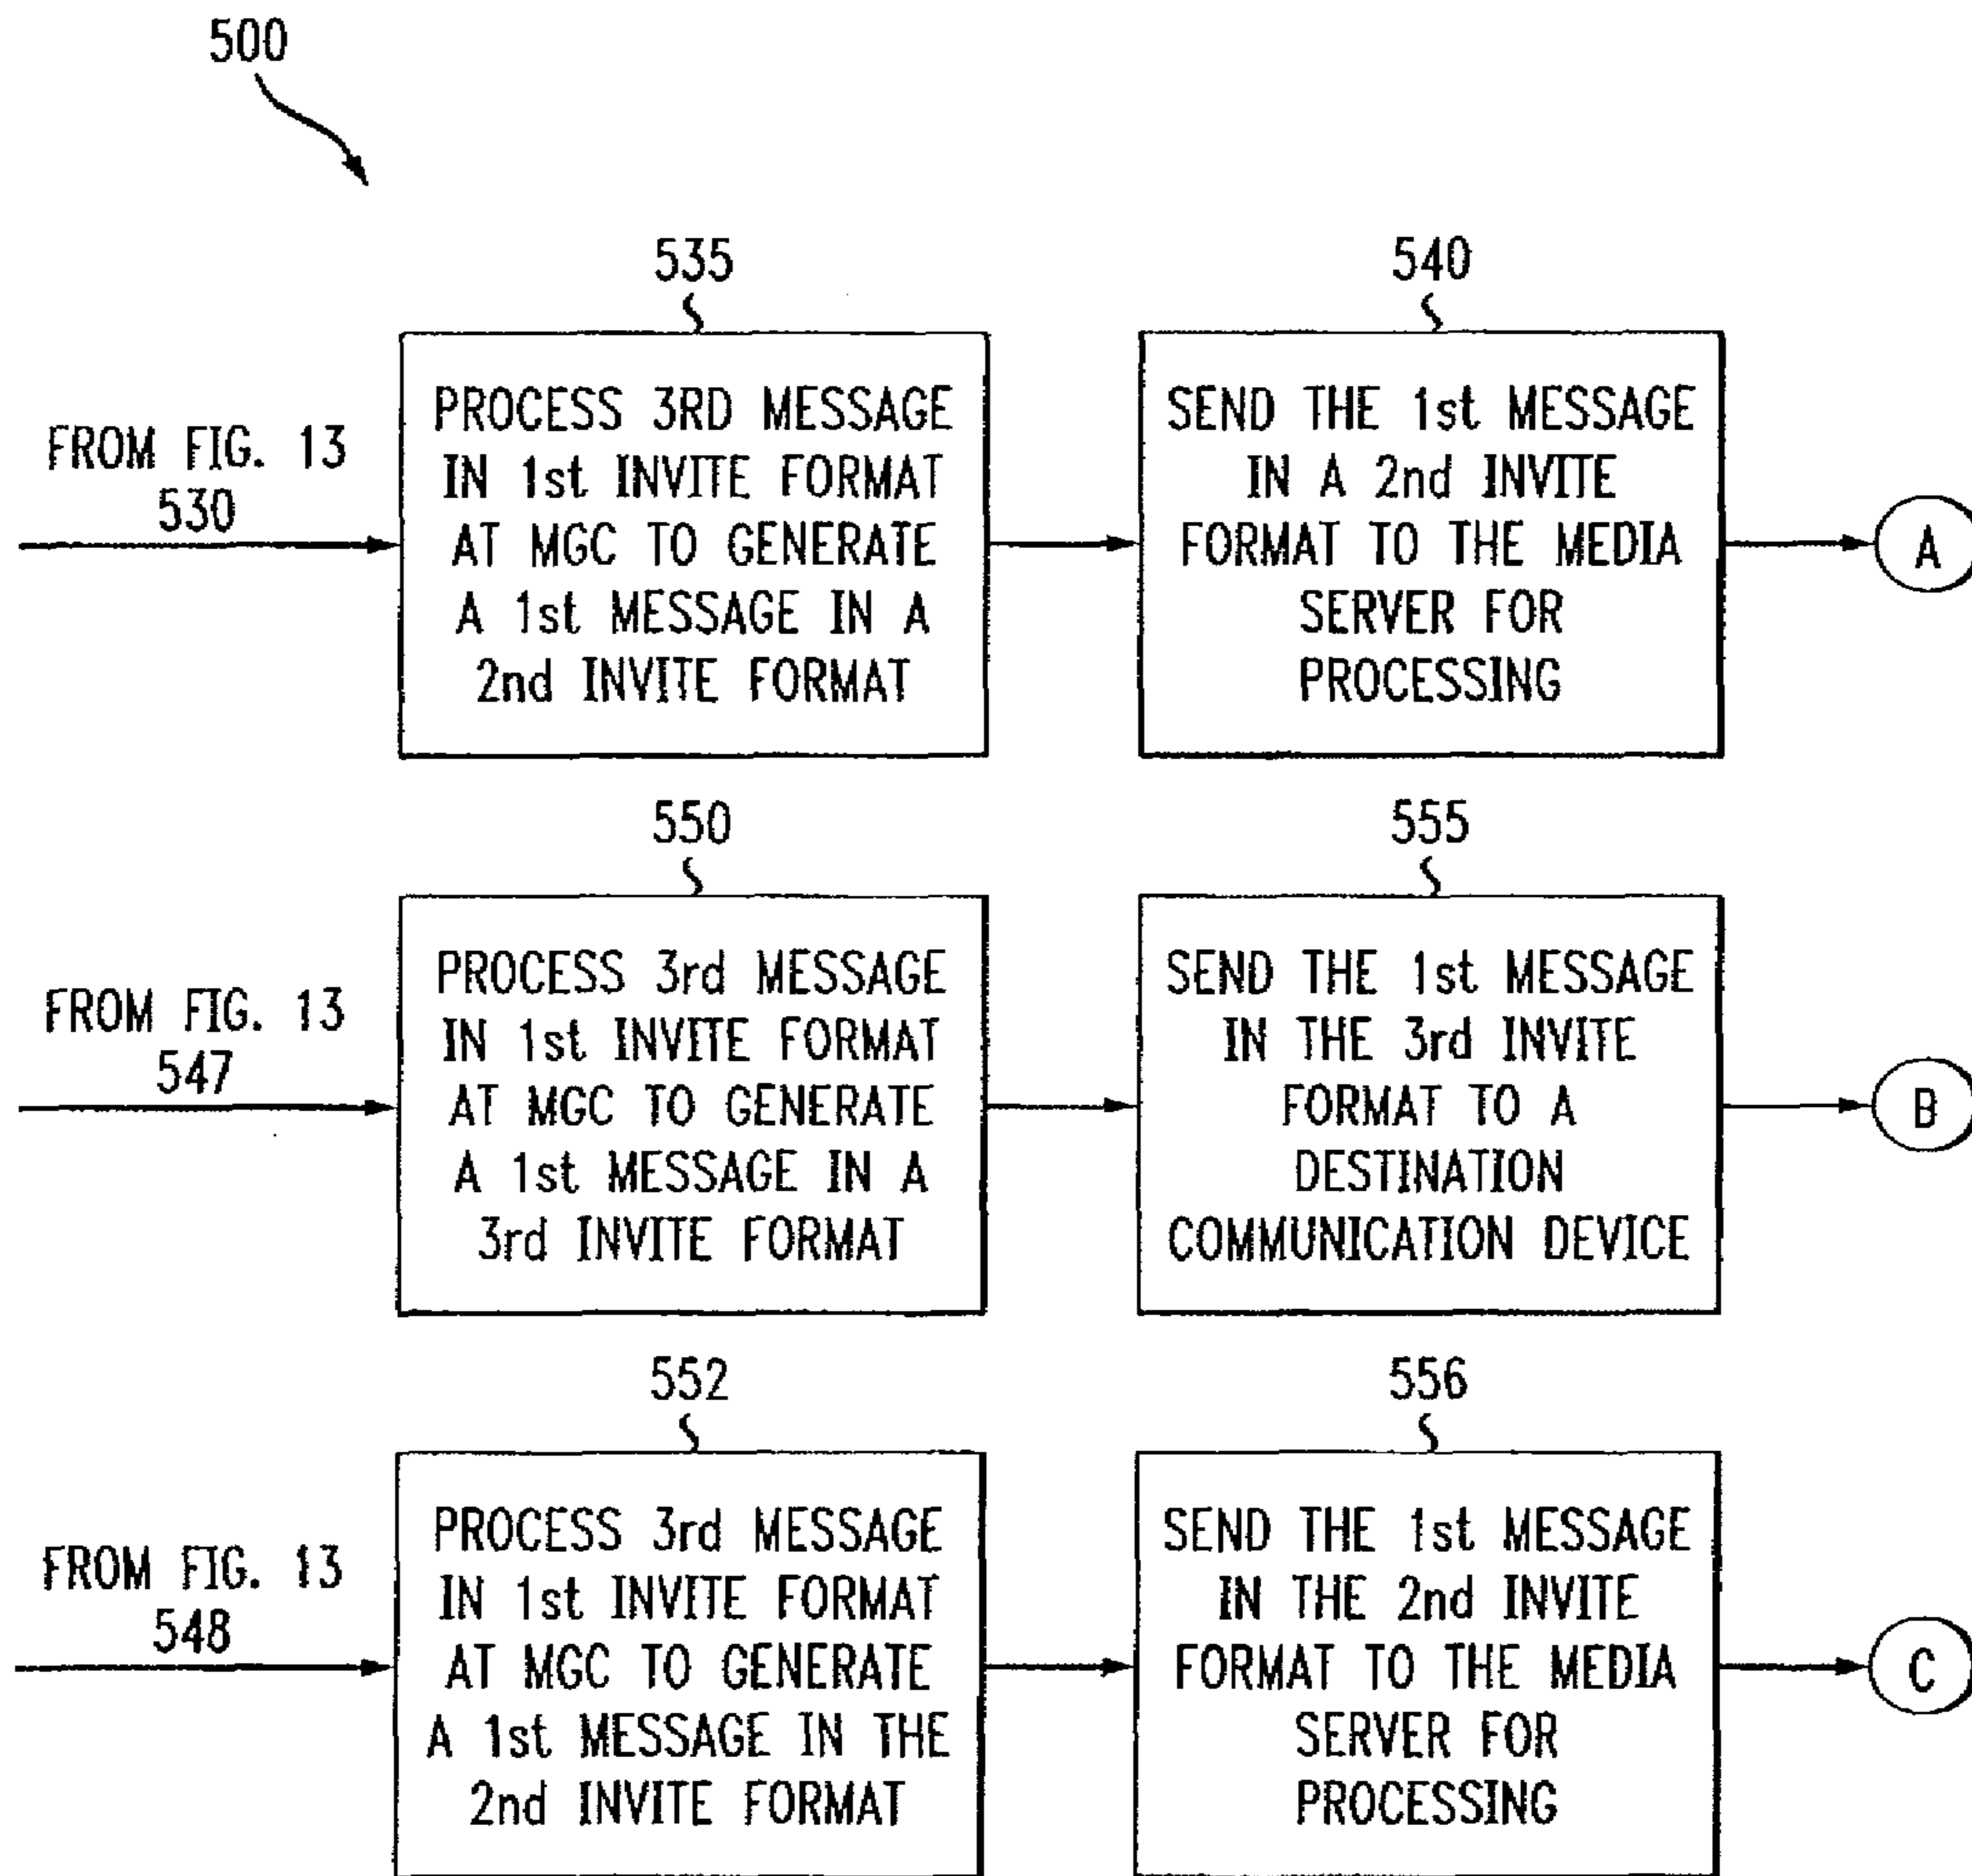 500
535
540
FROM FIG. 13
530
PROCESS 3RD MESSAGE
IN 1st INVITE FORMAT
AT MGC TO GENERATE
A 1st MESSAGE IN A
2nd INVITE FORMAT
SEND THE 1st MESSAGE
IN A 2nd INVITE
FORMAT TO THE MEDIA
SERVER FOR
PROCESSING
A
550
555
FROM FIG. 13
547
PROCESS 3rd MESSAGE
IN 1st INVITE FORMAT
AT MGC TO GENERATE
A 1st MESSAGE IN A
3rd INVITE FORMAT
SEND THE 1st MESSAGE
IN THE 3rd INVITE
FORMAT TO A
DESTINATION
COMMUNICATION DEVICE
B
552
556
FROM FIG. 13
548
PROCESS 3rd MESSAGE
IN 1st INVITE FORMAT
AT MGC TO GENERATE
A 1st MESSAGE IN THE
2nd INVITE FORMAT
SEND THE 1st MESSAGE
IN THE 2nd INVITE
FORMAT TO THE MEDIA
SERVER FOR
PROCESSING
C